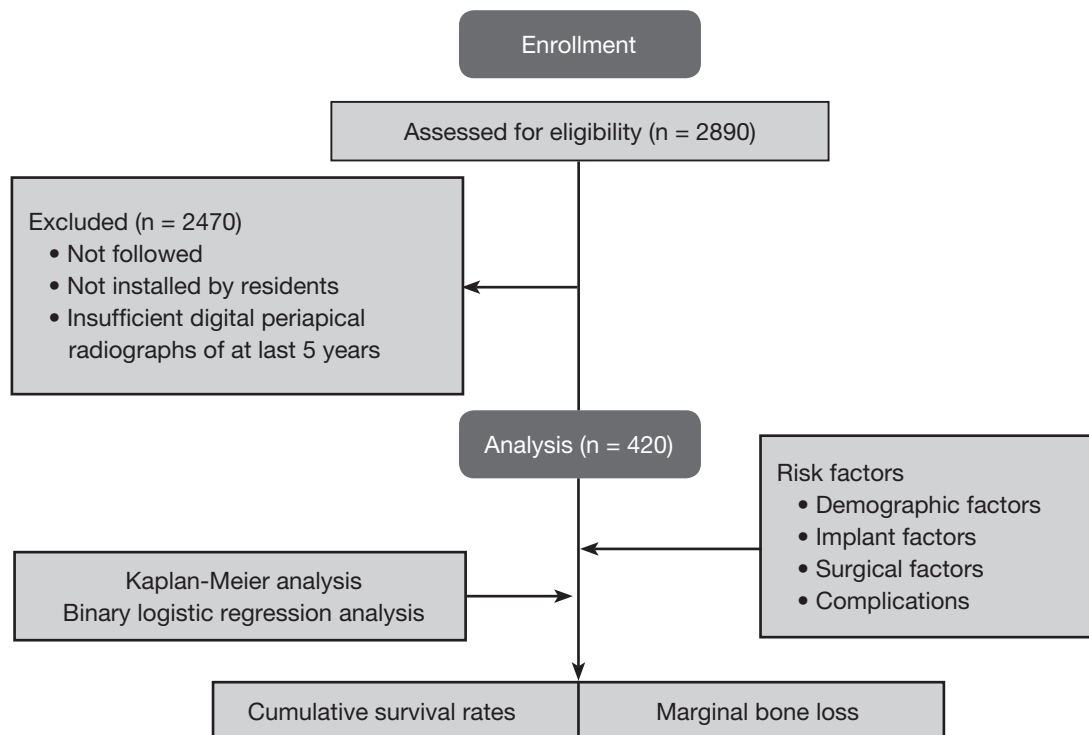 Enrollment
Assessed for eligibility (n = 2890)
Excluded (n = 2470)
• Not followed
• Not installed by residents
• Insufficient digital periapical
radiographs of at last 5 years
Analysis (n = 420)
Risk factors
• Demographic factors
• Implant factors
• Surgical factors
• Complications
Kaplan-Meier analysis
Binary logistic regression analysis
Cumulative survival rates
Marginal bone loss